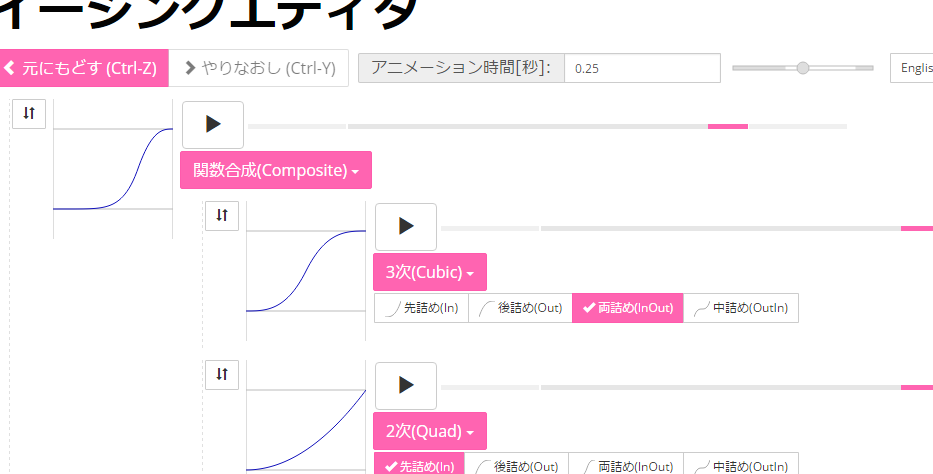 イージングエディタ
元にもどす (Ctrl-Z) やりなおし (Ctrl-Y) アニメーション時間[秒]: 0.25 Englis
関数合成(Composite)
3次(Cubic)
先詰め(In) 後詰め(Out) 両詰め(InOut) 中詰め(OutIn)
2次(Quad)
先詰め(In) 後詰め(Out) 両詰め(InOut) 中詰め(OutIn)